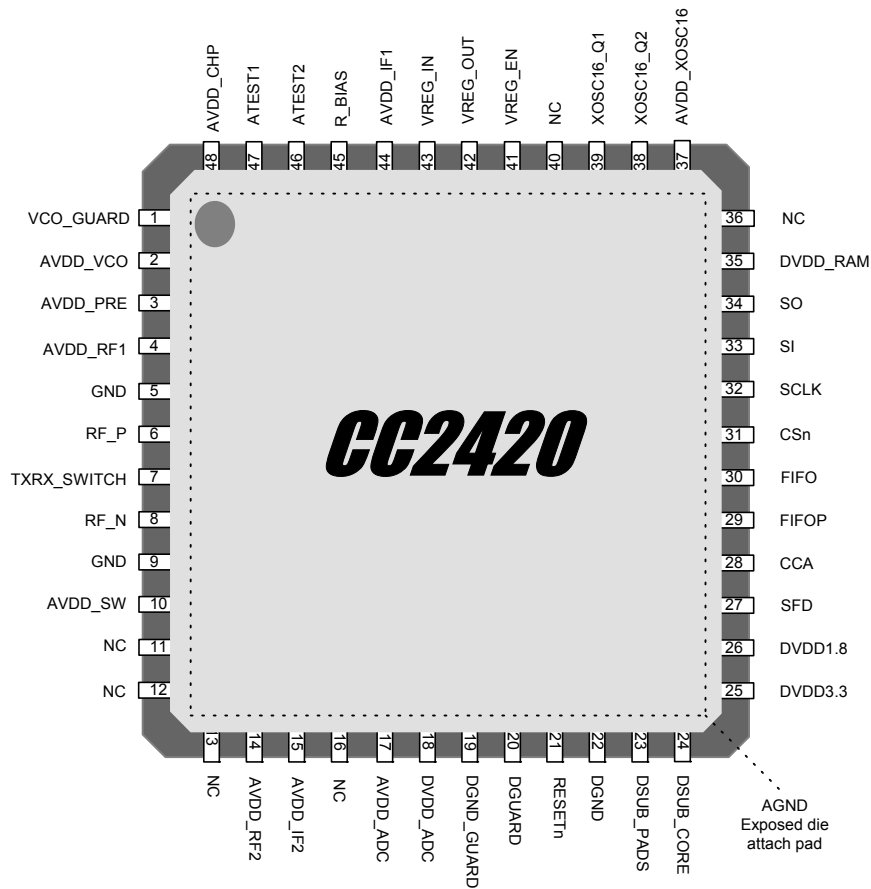 AVDD_CHP
ATEST1
ATEST2
R_BIAS
AVDD_IF1
VREG_IN
VREG_OUT
VREG_EN
NC
XOSC16_Q1
XOSC16_Q2
AVDD_XOSC16
48
47
46
45
44
43
42
41
40
39
38
37
VCO_GUARD 1
AVDD_VCO 2
AVDD_PRE 3
AVDD_RF1 4
GND 5
RF_P 6
TXRX_SWITCH 7
RF_N 8
GND 9
AVDD_SW 10
NC 11
NC 12
CC2420
36 NC
35 DVDD_RAM
34 SO
33 SI
32 SCLK
31 CSn
30 FIFO
29 FIFOP
28 CCA
27 SFD
26 DVDD1.8
25 DVDD3.3
13
14
15
16
17
18
19
20
21
22
23
24
NC
AVDD_RF2
AVDD_IF2
NC
AVDD_ADC
DVDD_ADC
DGND_GUARD
DGUARD
RESETn
DGND
DSUB_PADS
DSUB_CORE
AGND
Exposed die
attach pad